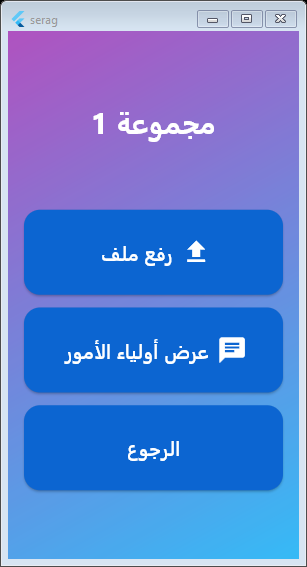 serag
مجموعة 1
رفع ملف
عرض أولياء الأمور
الرجوع